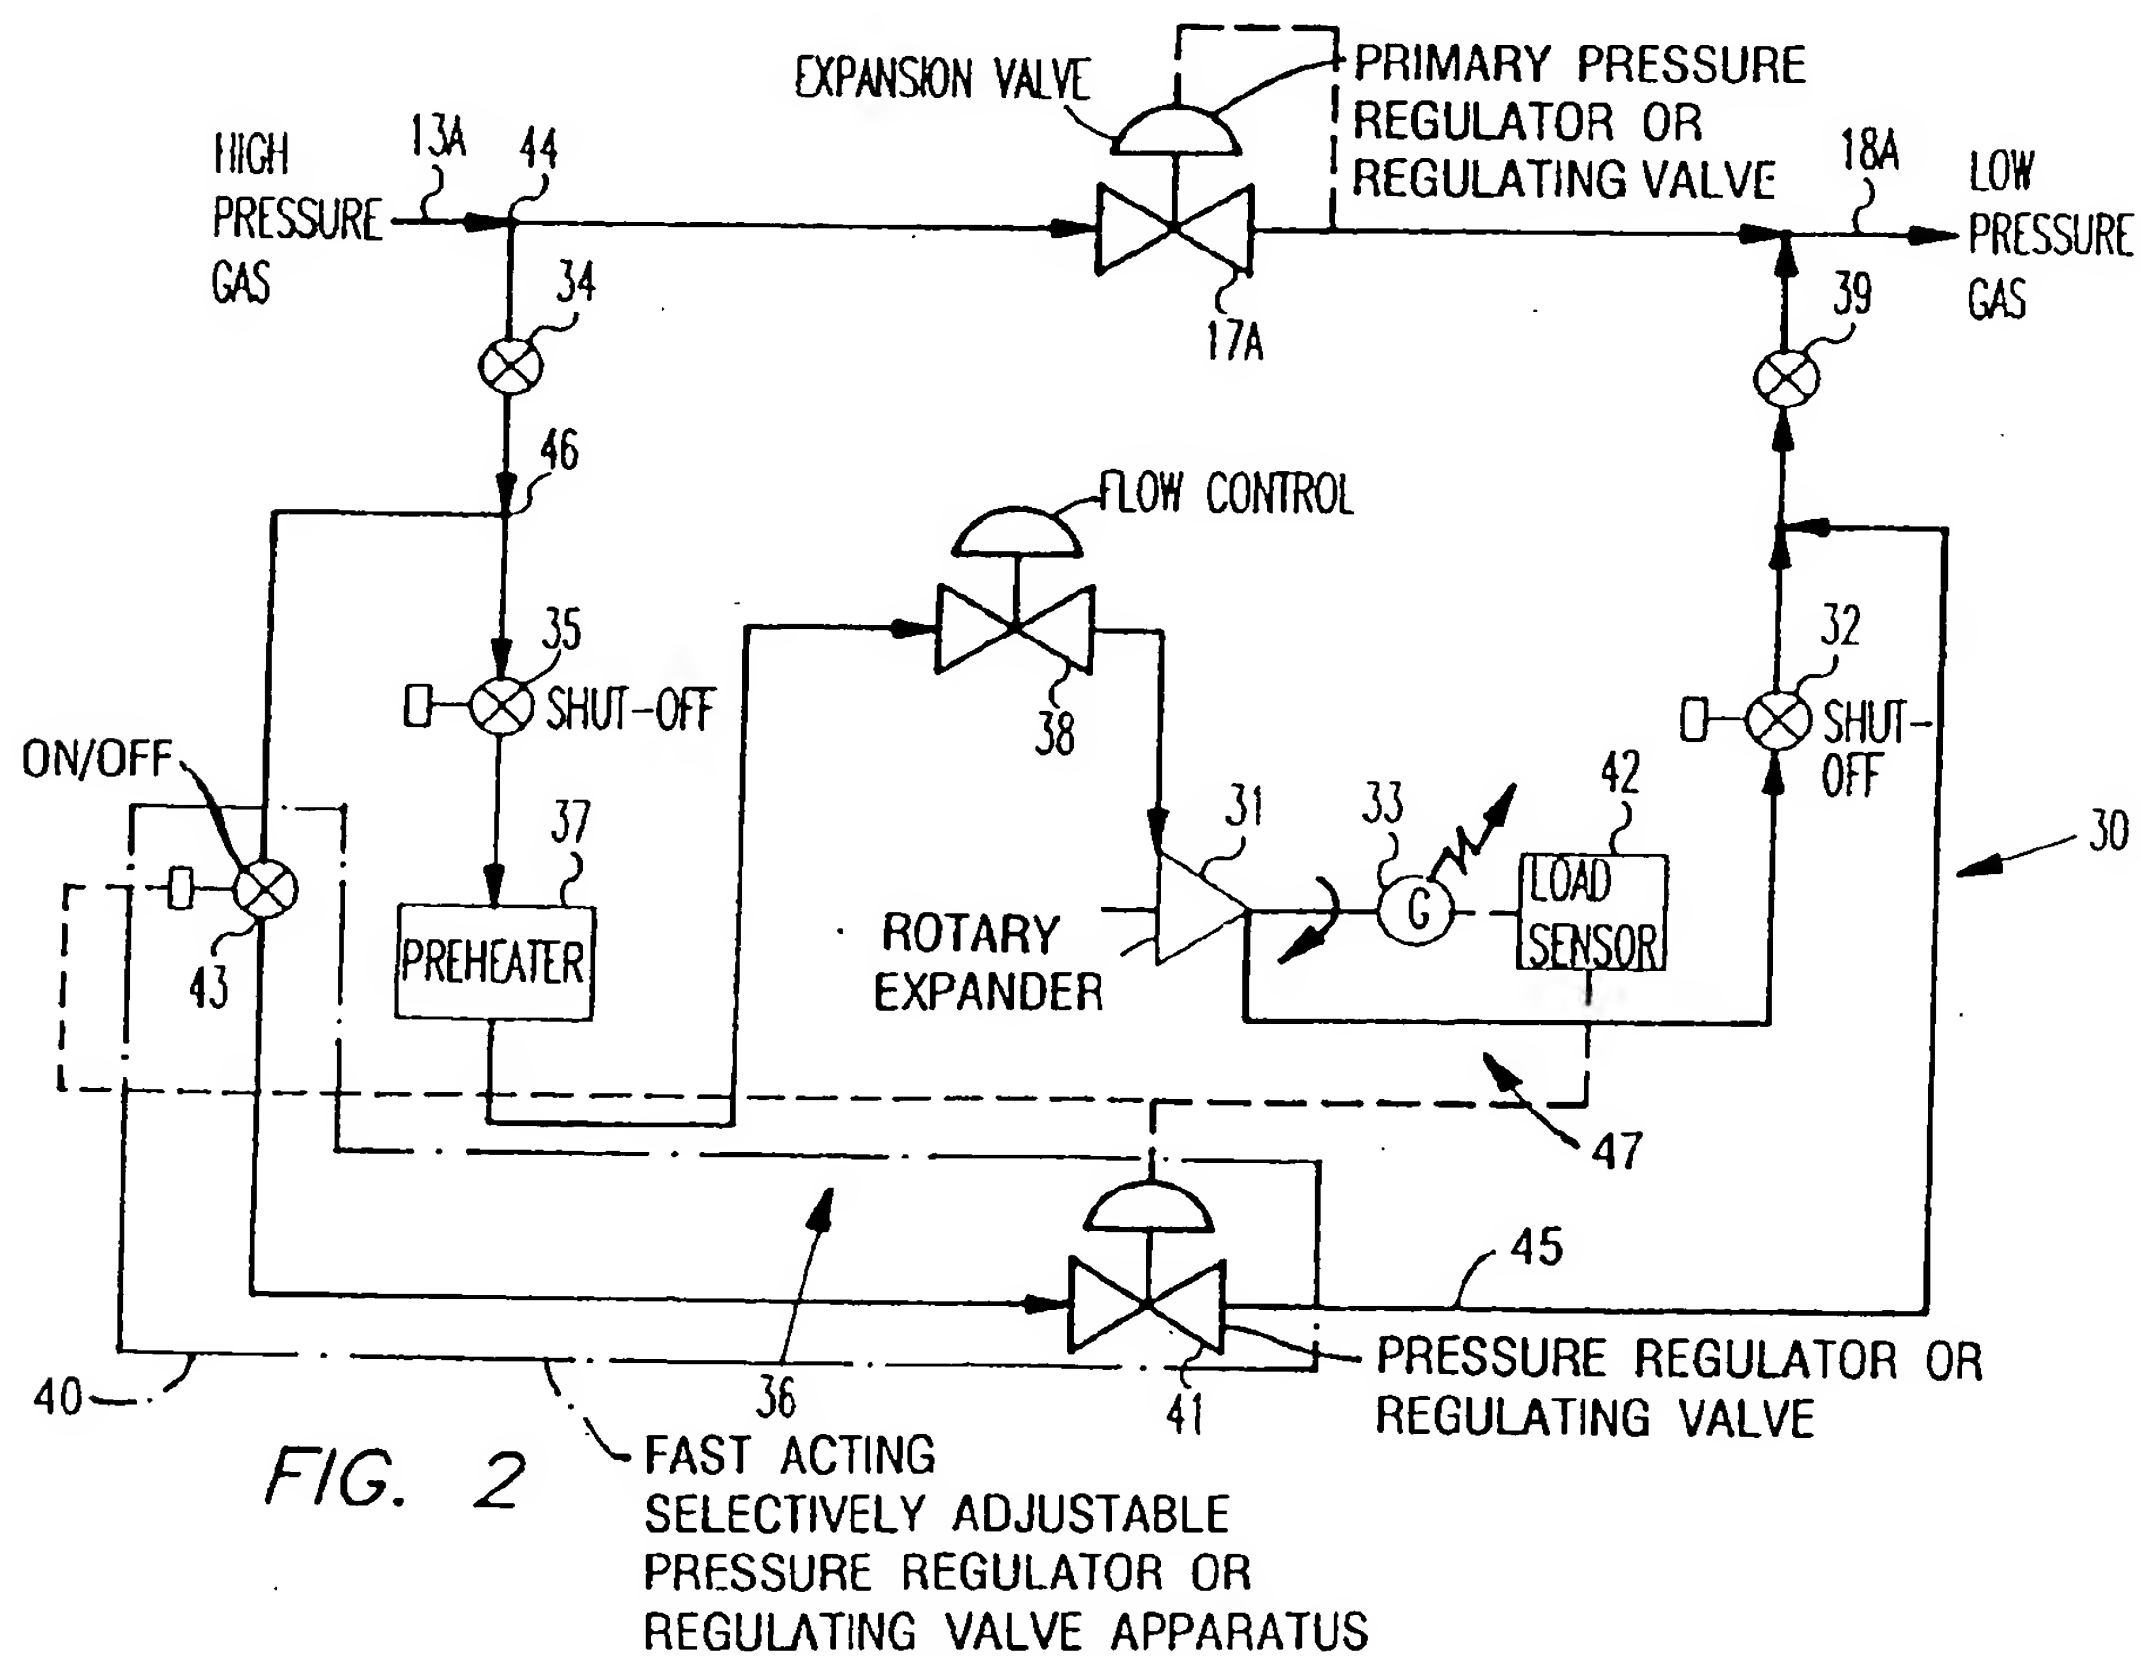 EXPANSION VALVE
PRIMARY PRESSURE
REGULATOR OR
REGULATING VALVE
HIGH
PRESSURE
GAS
13A
44
18A
LOW
PRESSURE
GAS
34
17A
39
46
FLOW CONTROL
35
SHUT-OFF
38
32
SHUT-
OFF
ON/OFF
37
31
33
42
30
PREHEATER
G
LOAD
SENSOR
ROTARY
EXPANDER
43
47
45
40
36
41
PRESSURE REGULATOR OR
REGULATING VALVE
FIG. 2
FAST ACTING
SELECTIVELY ADJUSTABLE
PRESSURE REGULATOR OR
REGULATING VALVE APPARATUS